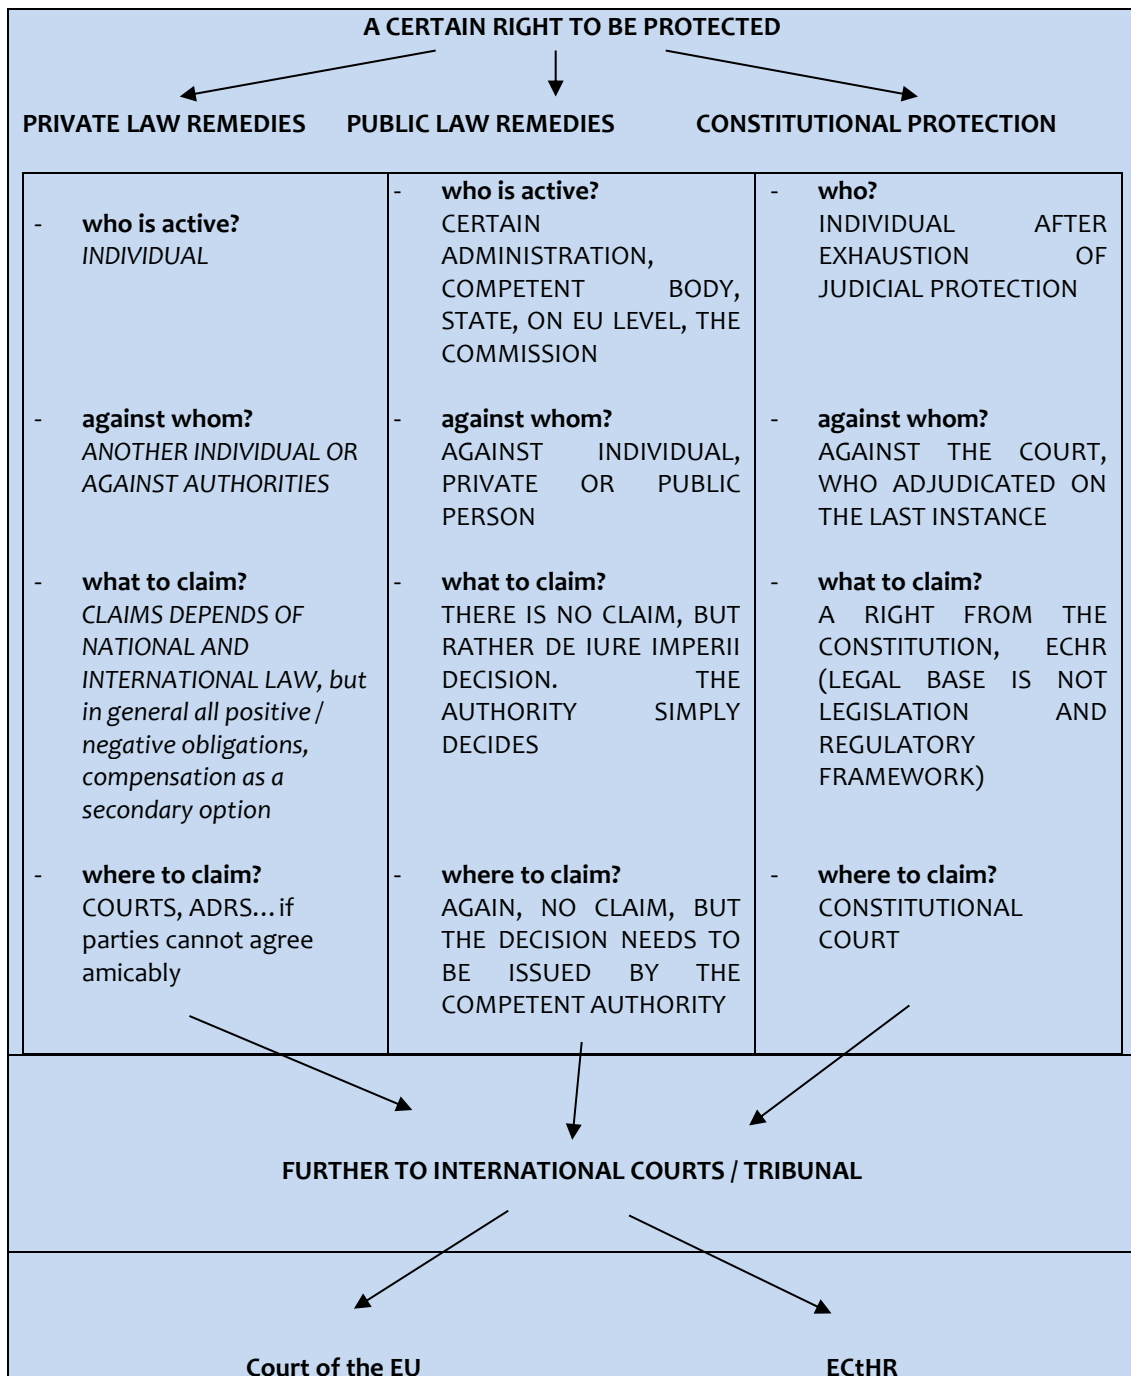 A CERTAIN RIGHT TO BE PROTECTED
PRIVATE LAW REMEDIES
PUBLIC LAW REMEDIES
CONSTITUTIONAL PROTECTION
- who is active?
INDIVIDUAL
- against whom?
ANOTHER INDIVIDUAL OR
AGAINST AUTHORITIES
- what to claim?
CLAIMS DEPENDS OF
NATIONAL AND
INTERNATIONAL LAW, but
in general all positive /
negative obligations,
compensation as a
secondary option
- where to claim?
COURTS, ADRS...if
parties cannot agree
amicably
- who is active?
CERTAIN
ADMINISTRATION,
COMPETENT BODY,
STATE, ON EU LEVEL, THE
COMMISSION
- against whom?
AGAINST INDIVIDUAL,
PRIVATE OR PUBLIC
PERSON
- what to claim?
THERE IS NO CLAIM, BUT
RATHER DE IURE IMPERII
DECISION. THE
AUTHORITY SIMPLY
DECIDES
- where to claim?
AGAIN, NO CLAIM, BUT
THE DECISION NEEDS TO
BE ISSUED BY THE
COMPETENT AUTHORITY
- who?
INDIVIDUAL AFTER
EXHAUSTION OF
JUDICIAL PROTECTION
- against whom?
AGAINST THE COURT,
WHO ADJUDICATED ON
THE LAST INSTANCE
- what to claim?
A RIGHT FROM THE
CONSTITUTION, ECHR
(LEGAL BASE IS NOT
LEGISLATION AND
REGULATORY
FRAMEWORK)
- where to claim?
CONSTITUTIONAL
COURT
FURTHER TO INTERNATIONAL COURTS / TRIBUNAL
Court of the EU
ECtHR